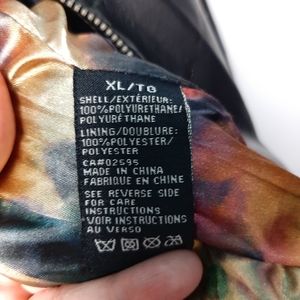 XL/TG
SHELL/EXTÉRIEUR:
100%POLYURETHANE/
POLYURÉTHANE
LINING/DOUBLURE:
100%POLYESTER/
POLYESTER
CA#02595
MADE IN CHINA
FABRIQUE EN CHINE
SEE REVERSE SIDE
FOR CARE
INSTRUCTIONS
*VOIR INSTRUCTIONS
AU VERSO